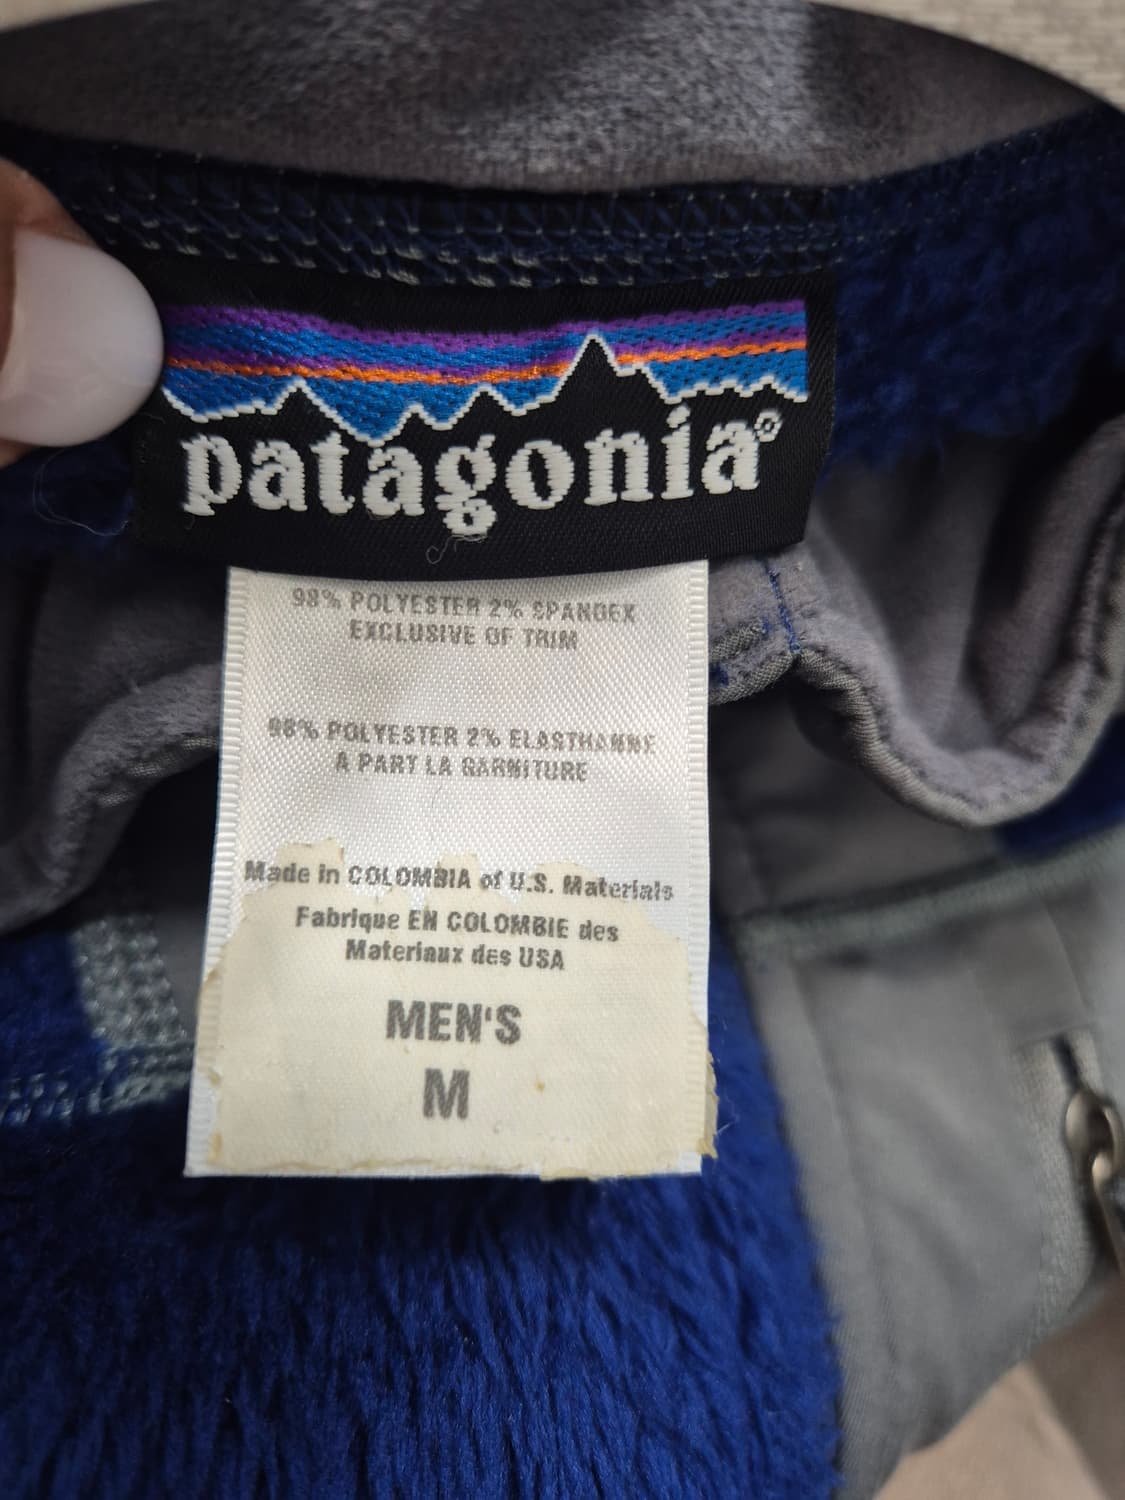 patagonia®
98% POLYESTER 2% SPANDEX
EXCLUSIVE OF TRIM
98% POLYESTER 2% ELASTHANNE
À PART LA GARNITURE
Made in COLOMBIA of U.S. Materials
Fabrique EN COLOMBIE des
Materiaux des USA
MEN'S
M